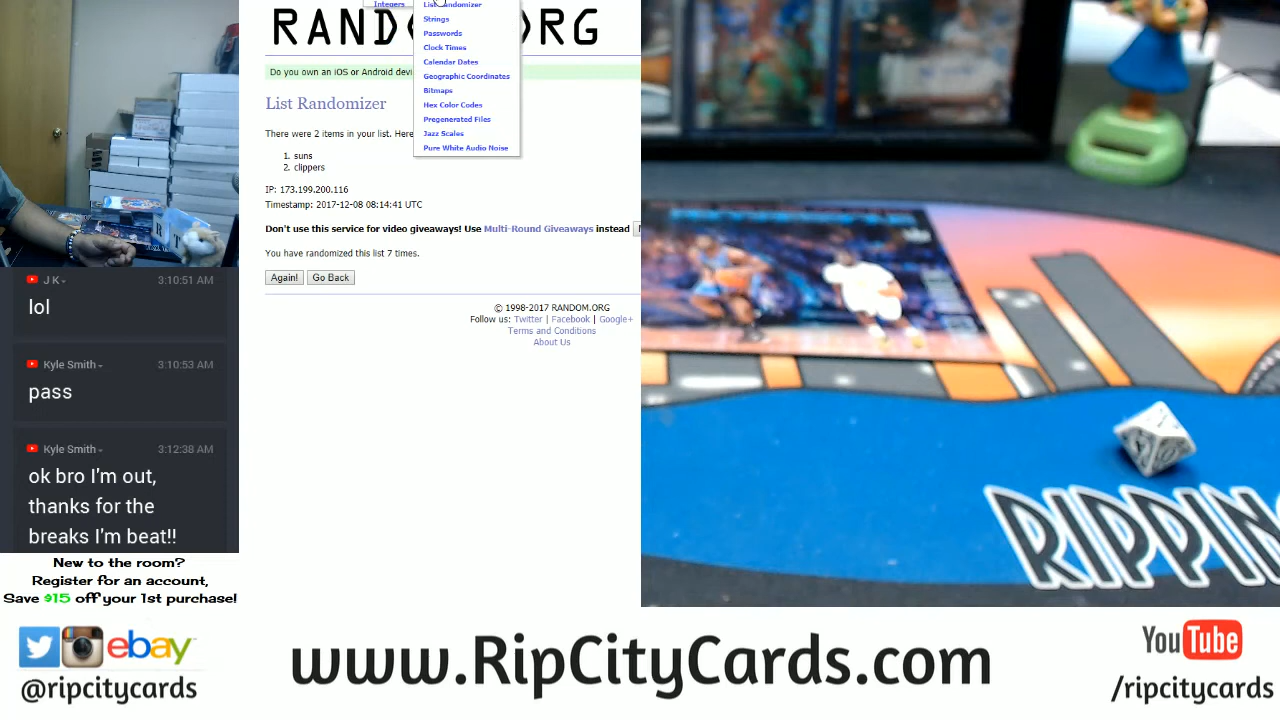 Integers
List Randomizer
Strings
Passwords
Clock Times
Calendar Dates
Geographic Coordinates
Bitmaps
Hex Color Codes
Pregenerated Files
Jazz Scales
Pure White Audio Noise
Do you own an iOS or Android
List Randomizer
There were 2 items in your list. Here
1. suns
2. clippers
IP: 173.199.200.116
Timestamp: 2017-12-08 08:14:41 UTC
Don't use this service for video giveaways! Use Multi-Round Giveaways instead
You have randomized this list 7 times.
Again! Go Back
© 1998-2017 RANDOM.ORG
Follow us: Twitter | Facebook | Google+
Terms and Conditions
About Us
J K 3:10:51 AM
lol
Kyle Smith 3:10:53 AM
pass
Kyle Smith 3:12:38 AM
ok bro I'm out,
thanks for the
breaks I'm beat!!
New to the room?
Register for an account,
Save $15 off your 1st purchase!
ebay
@ripcitycards
www.RipCityCards.com
YouTube
/ripcitycards
RIPPIN